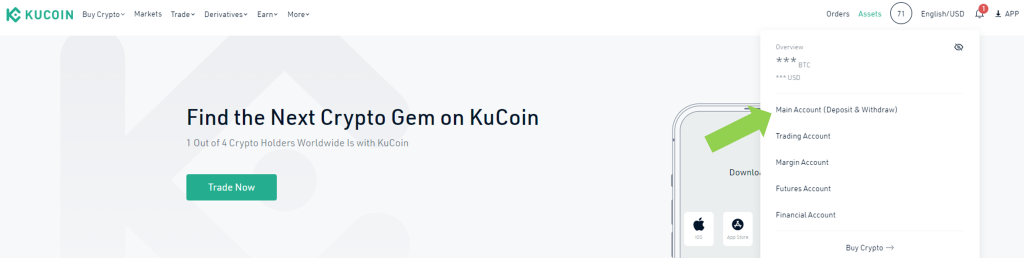 KUCOIN Buy Crypto Markets Trade Derivatives Earn More Orders Assets 71 English/USD 1 APP
Find the Next Crypto Gem on KuCoin
1 Out of 4 Crypto Holders Worldwide Is with KuCoin
Trade Now
Downloa
iOS
App Store
Overview
*** BTC
*** USD
Main Account (Deposit & Withdraw)
Trading Account
Margin Account
Futures Account
Financial Account
Buy Crypto →